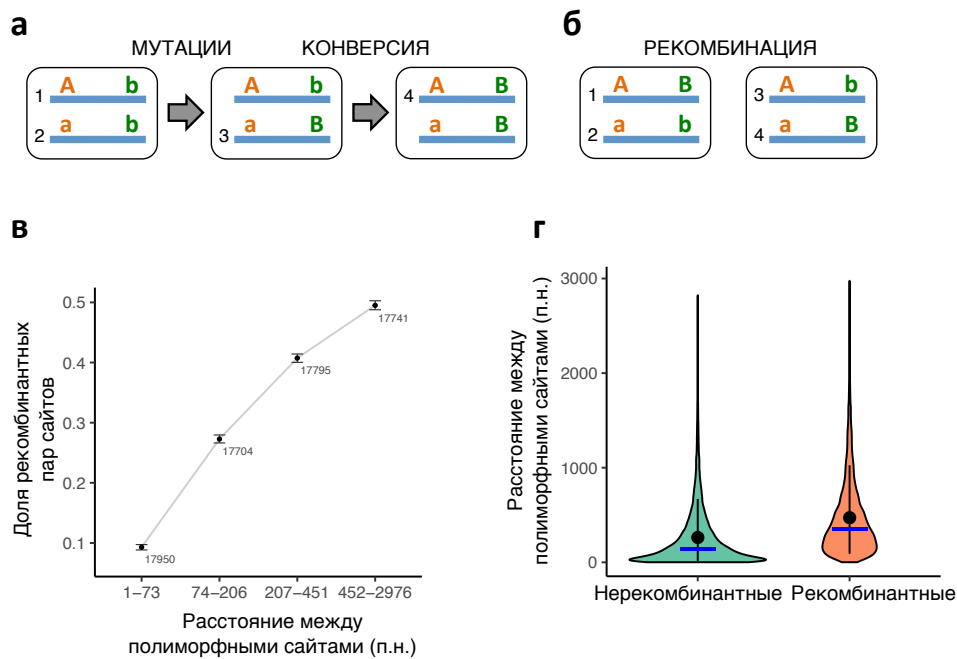 а
МУТАЦИИ КОНВЕРСИЯ
1 A b
2 a b
A b
3 a B
4 A B
a B
б
РЕКОМБИНАЦИЯ
1 A B
2 a b
3 A b
4 a B
в
Доля рекомбинантных
пар сайтов
0.5
0.4
0.3
0.2
0.1
17950
17704
17795
17741
1–73 74–206 207–451 452–2976
Расстояние между
полиморфными сайтами (п.н.)
г
Расстояние между
полиморфными сайтами (п.н.)
3000
2000
1000
0
Нерекомбинантные Рекомбинантные